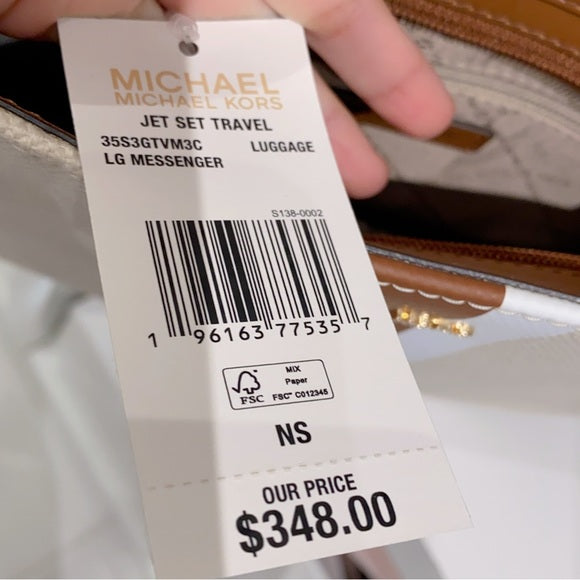 MICHAEL
MICHAEL KORS
JET SET TRAVEL
35S3GTVM3C LUGGAGE
LG MESSENGER
S138-0002
1 96163 77535 7
MIX
Paper
FSC FSC™ C012345
NS
OUR PRICE
$348.00